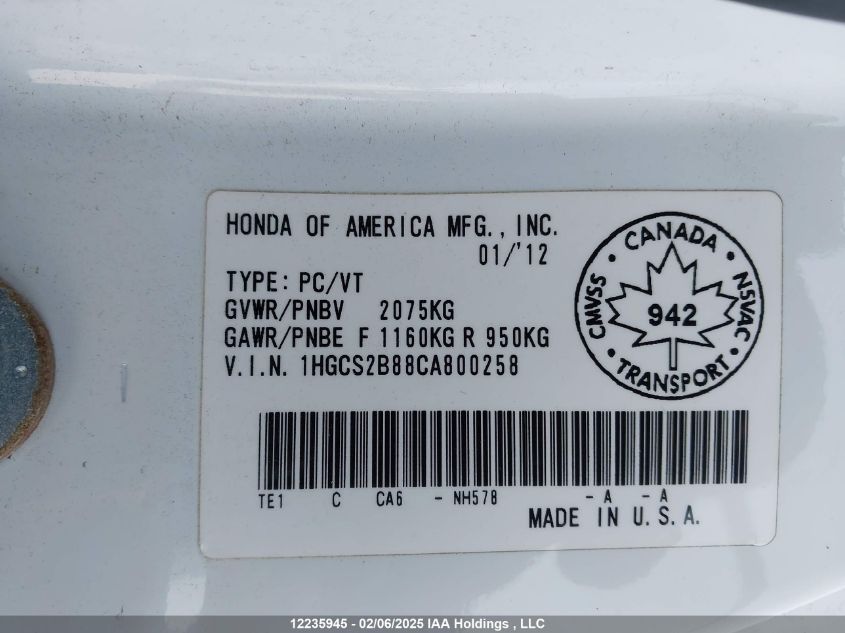 HONDA OF AMERICA MFG., INC.
01/'12
TYPE: PC/VT
GVWR/PNBV 2075KG
GAWR/PNBE F 1160KG R 950KG
V.I.N. 1HGCS2B88CA800258
CANADA
CMVSS
942
NSVAC
TRANSPORT
TE1 C CA6 - NH578 - A - A
MADE IN U.S.A.
12235945 - 02/06/2025 IAA Holdings , LLC